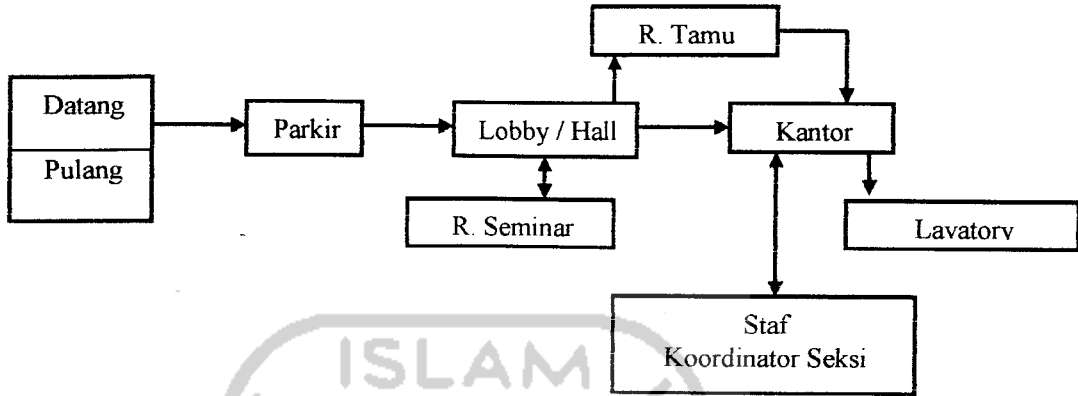 R. Tamu
Datang
Parkir
Lobby / Hall
Kantor
Pulang
R. Seminar
Lavatory
Staf
Koordinator Seksi
ISLAM